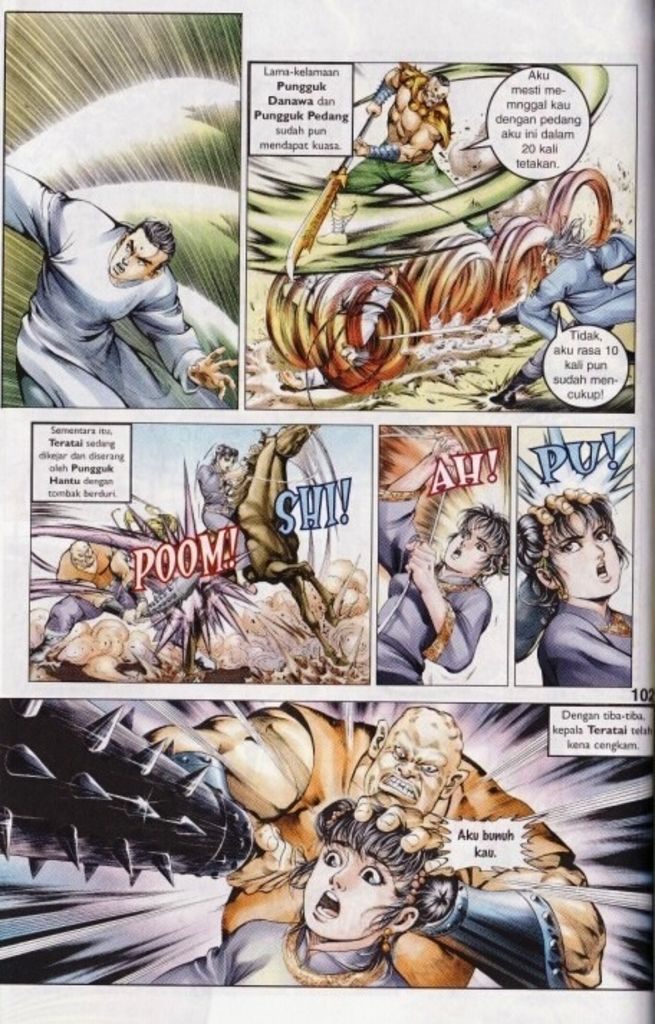 Lama-kelamaan
Pungguk
Danawa dan
Pungguk Pedang
sudah pun
mendapat kuasa.
Aku
mesti me-
mnggal kau
dengan pedang
aku ini dalam
20 kali
tetakan.
Tidak,
aku rasa 10
kali pun
sudah men-
cukup!
Sementara itu,
Teratai sedang
dikejar dan diserang
oleh Pungguk
Hantu dengan
tombak berduri.
POOM!
SHI!
AH!
PU!
102
Dengan tiba-tiba,
kepala Teratai telah
kena cengkam.
Aku bunuh
kau.